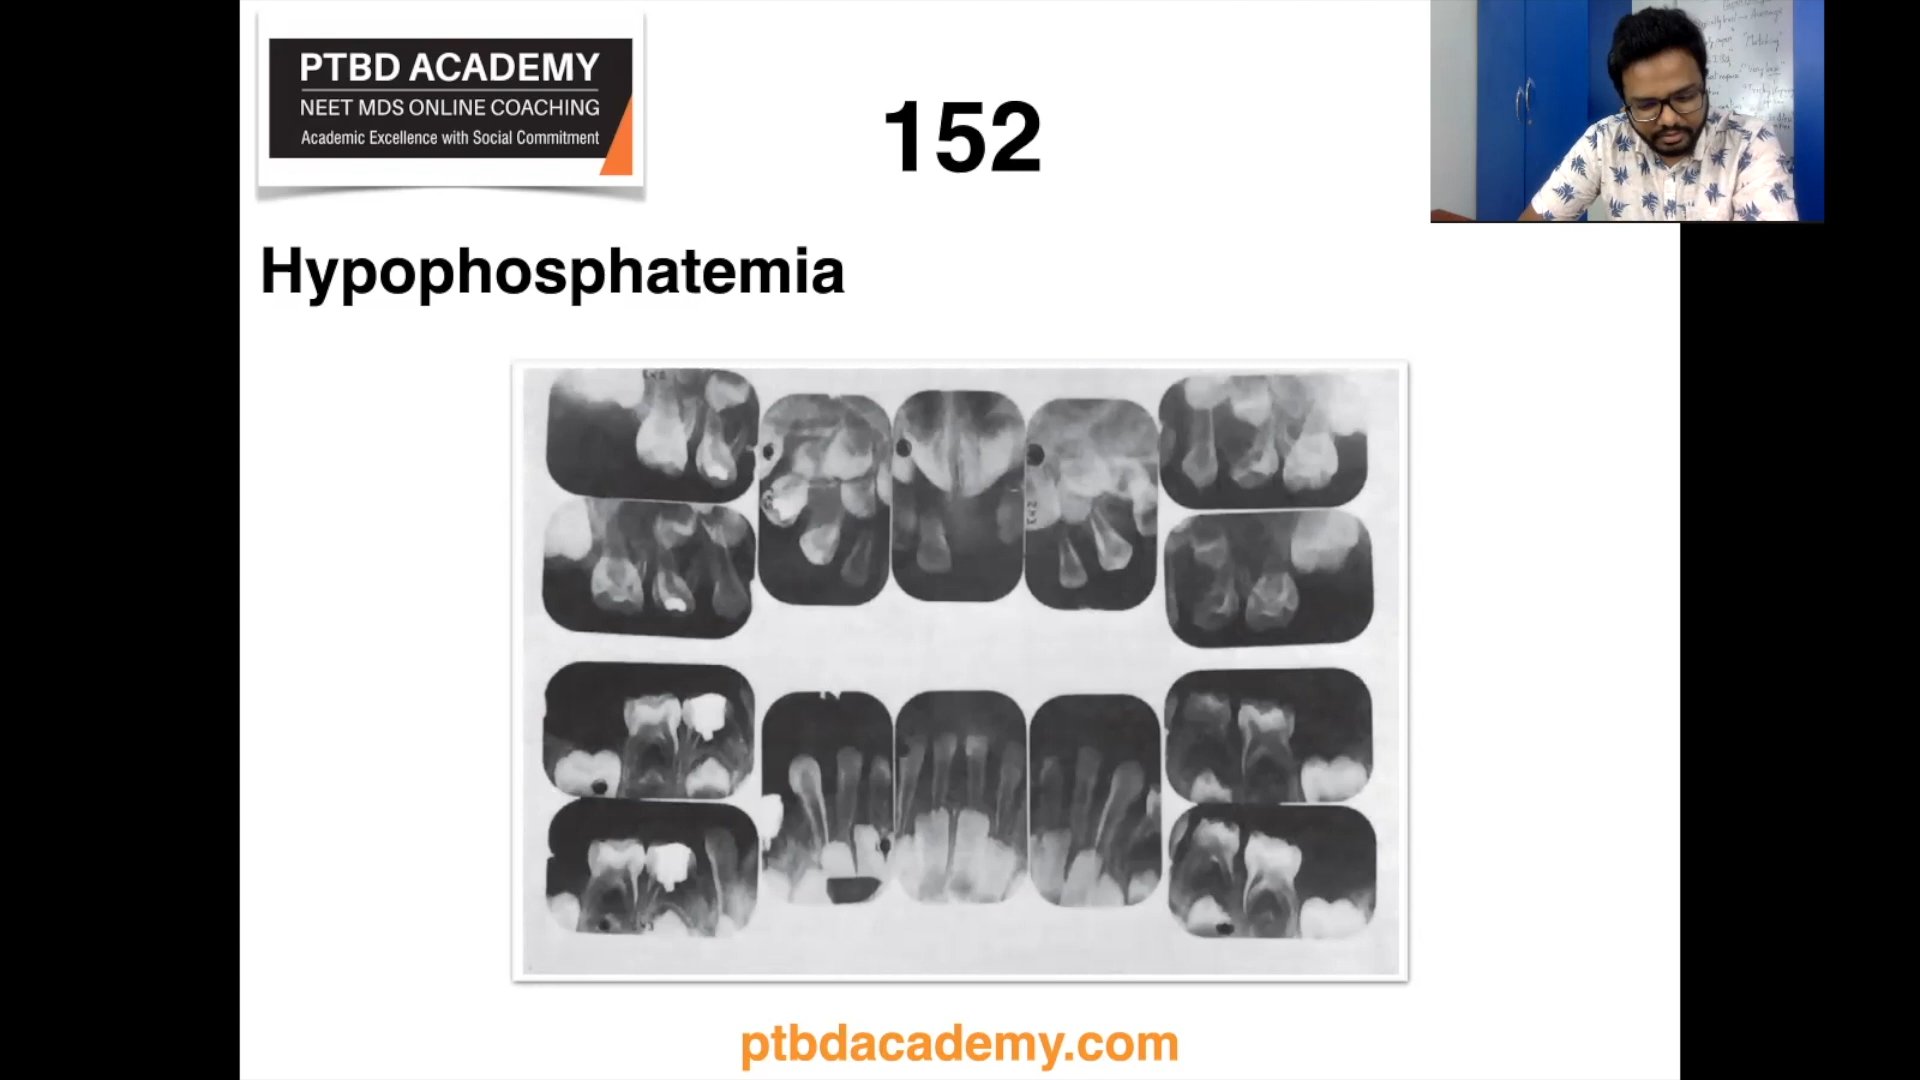 PTBD ACADEMY
NEET MDS ONLINE COACHING
Academic Excellence with Social Commitment
152
Hypophosphatemia
ptbdacademy.com